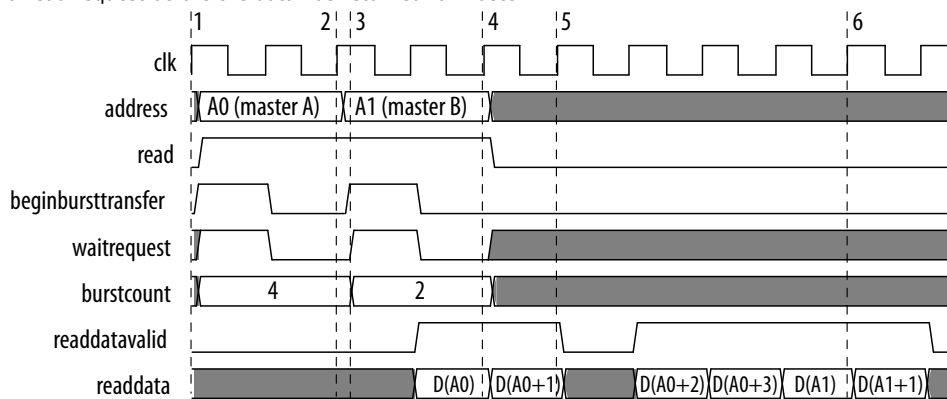 1 2 3 4 5 6
clk
address A0 (master A) A1 (master B)
read
beginbursttransfer
waitrequest
burstcount 4 2
readdatavalid
readdata D(A0) D(A0+1) D(A0+2) D(A0+3) D(A1) D(A1+1)